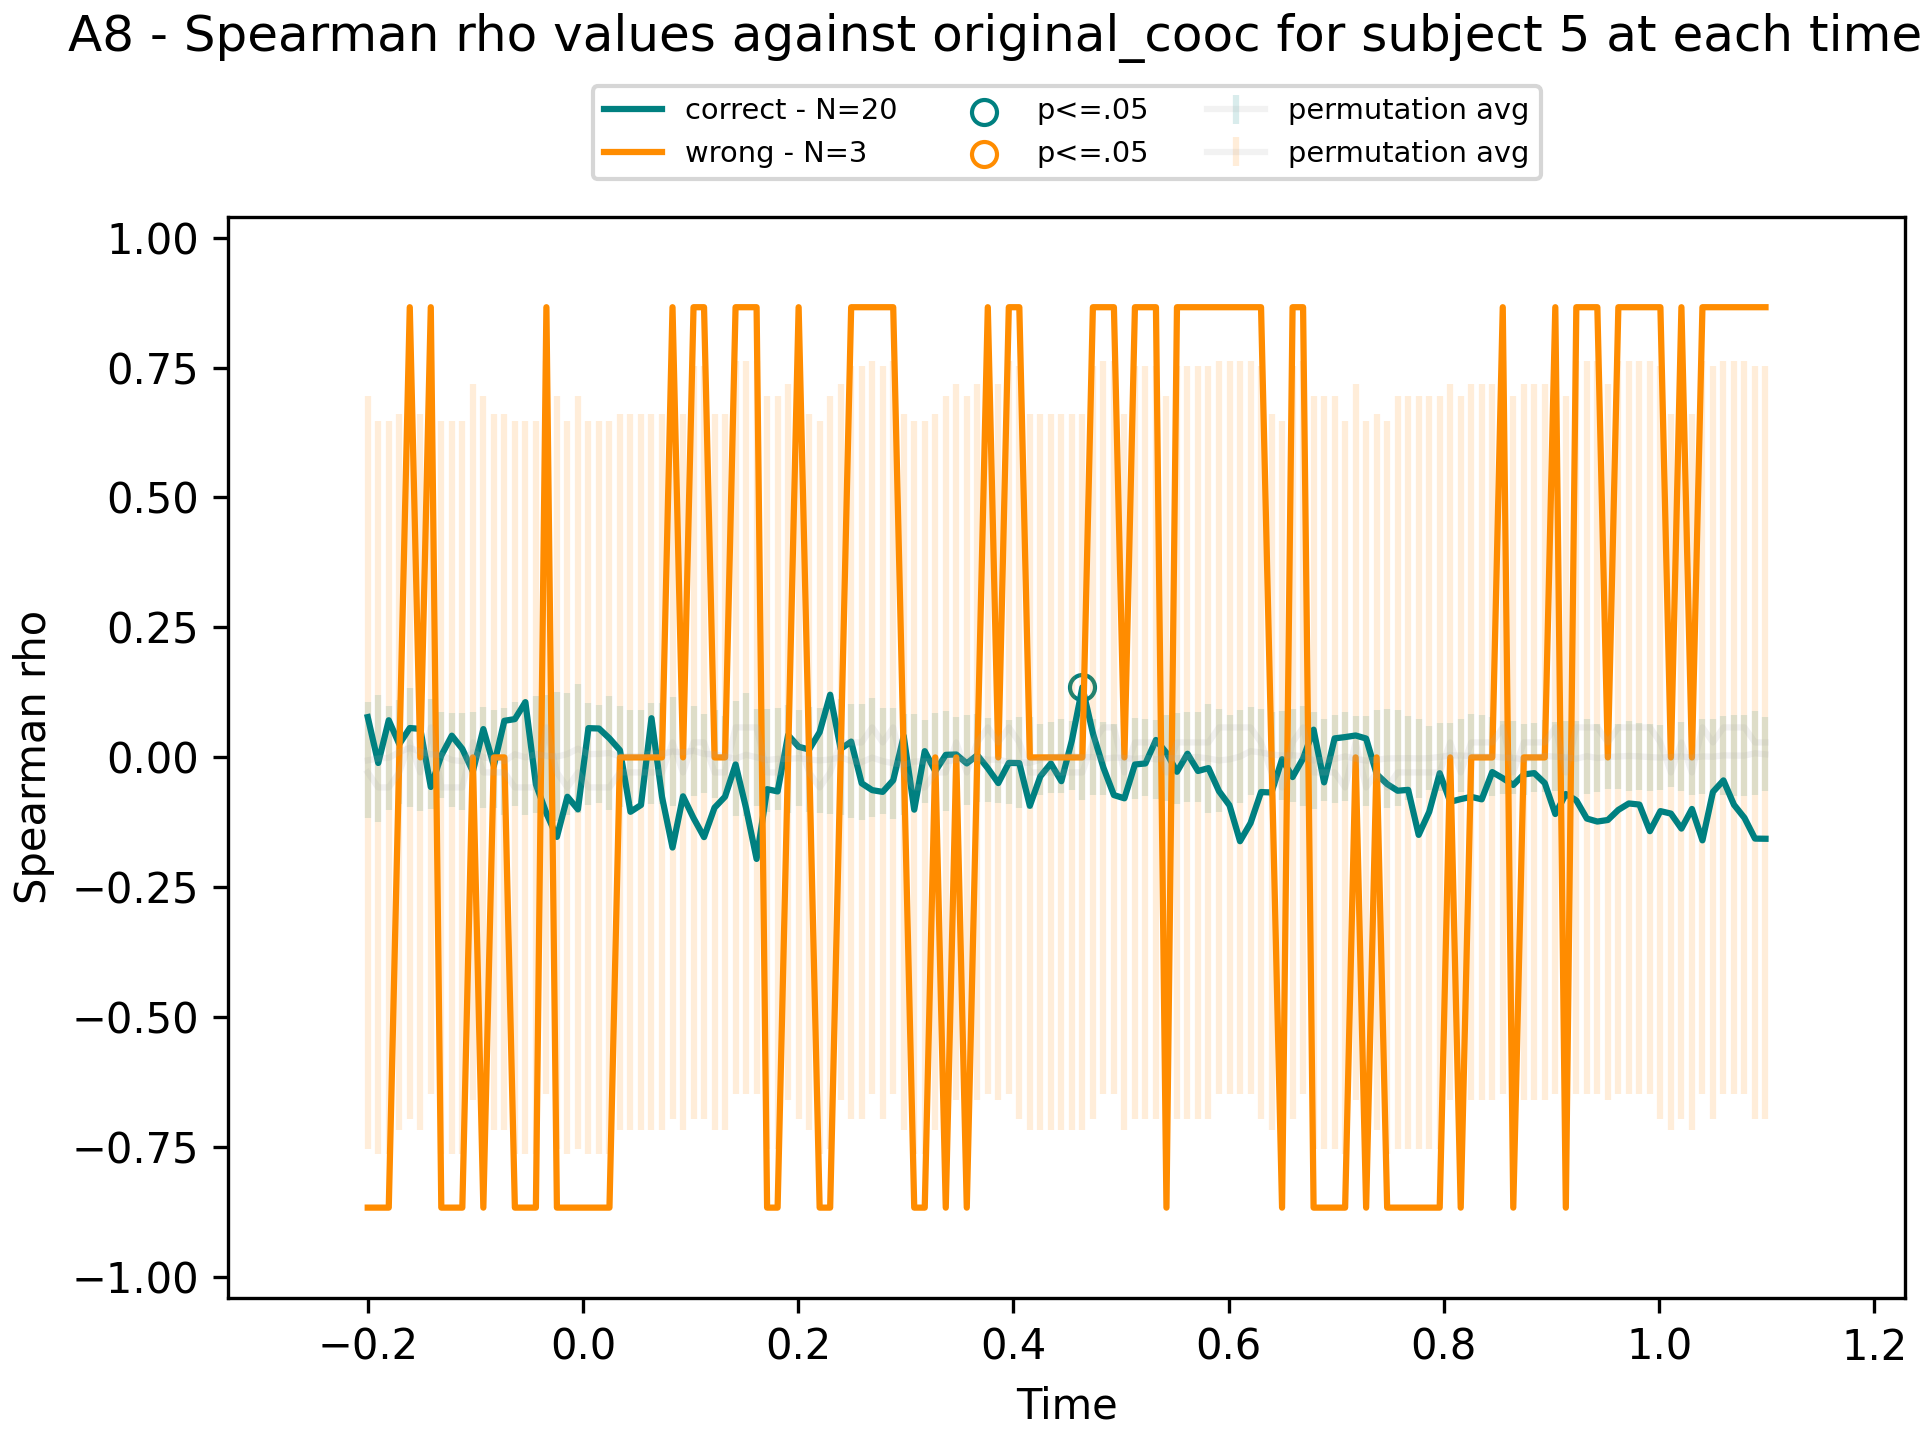 A8 - Spearman rho values against original_cooc for subject 5 at each time
correct - N=20
wrong - N=3
p<=.05
p<=.05
permutation avg
permutation avg
1.00
0.75
0.50
0.25
0.00
−0.25
−0.50
−0.75
−1.00
Spearman rho
−0.2
0.0
0.2
0.4
0.6
0.8
1.0
1.2
Time